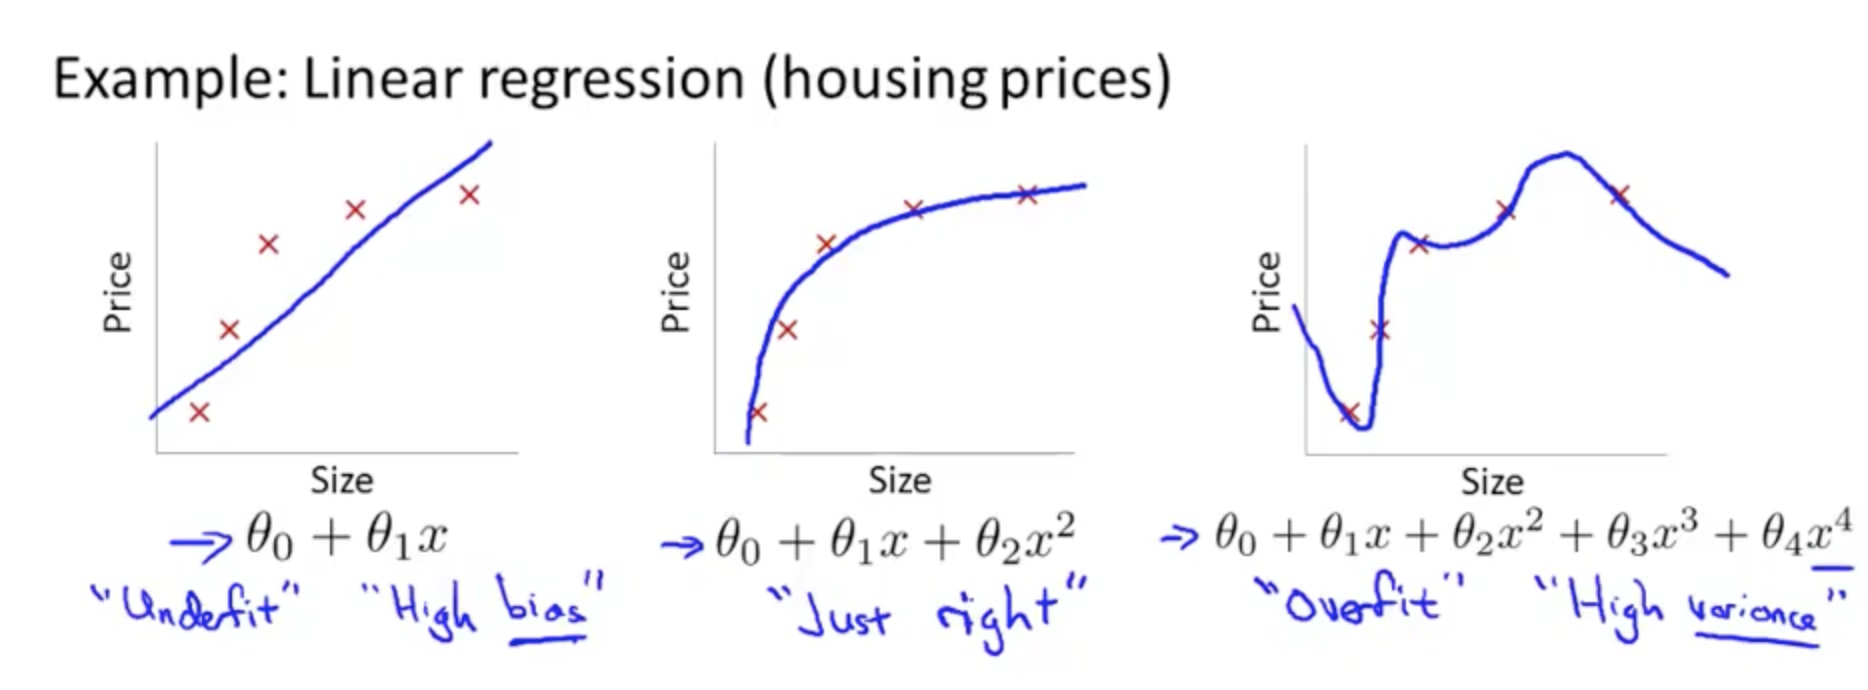 Example: Linear regression (housing prices)
Price
Size
Price
Size
Price
Size
→ θ₀ + θ₁x
→ θ₀ + θ₁x + θ₂x²
→ θ₀ + θ₁x + θ₂x² + θ₃x³ + θ₄x⁴
"Underfit" "High bias"
"Just right"
"Overfit" "High variance"